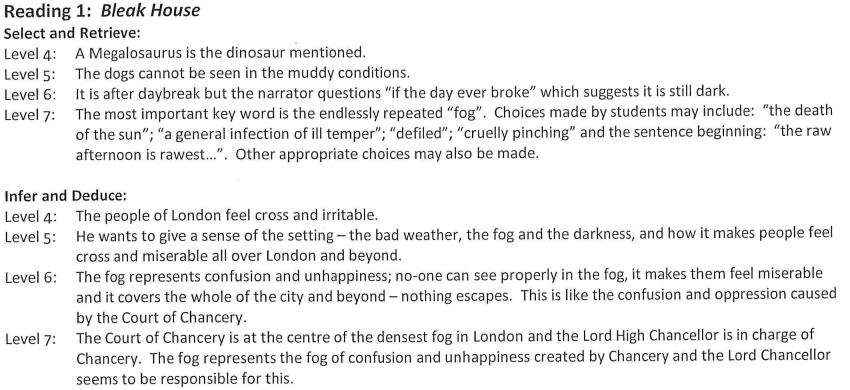 Reading 1:  Bleak House
Select and Retrieve:
Level 4:   A Megalosaurus is the dinosaur mentioned.
Level 5:   The dogs cannot be seen in the muddy conditions.
Level 6:   It is after daybreak but the narrator questions “if the day ever broke” which suggests it is still dark.
Level 7:   The most important key word is the endlessly repeated “fog”.  Choices made by students may include:  “the death
of the sun”; “a general infection of ill temper”; “defiled”; “cruelly pinching” and the sentence beginning:  “the raw
afternoon is rawest...”.  Other appropriate choices may also be made.
Infer and Deduce:
Level 4:   The people of London feel cross and irritable.
Level 5:   He wants to give a sense of the setting – the bad weather, the fog and the darkness, and how it makes people feel
cross and miserable all over London and beyond.
Level 6:   The fog represents confusion and unhappiness; no-one can see properly in the fog, it makes them feel miserable
and it covers the whole of the city and beyond – nothing escapes.  This is like the confusion and oppression caused
by the Court of Chancery.
Level 7:   The Court of Chancery is at the centre of the densest fog in London and the Lord High Chancellor is in charge of
Chancery.  The fog represents the fog of confusion and unhappiness created by Chancery and the Lord Chancellor
seems to be responsible for this.